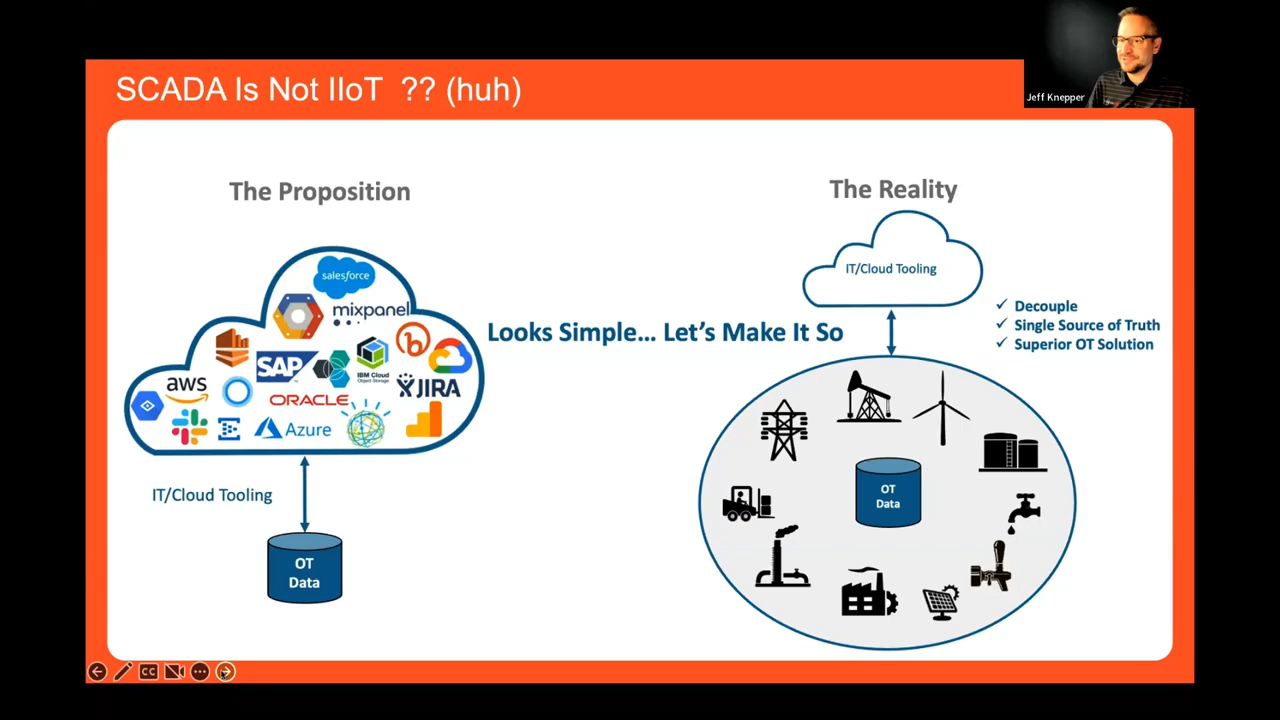 SCADA Is Not IIoT ?? (huh)
Jeff Knepper
The Proposition
salesforce
mixpanel
SAP
IBM Cloud
Object Storage
aws
JIRA
ORACLE
Azure
IT/Cloud Tooling
OT
Data
Looks Simple... Let's Make It So
The Reality
IT/Cloud Tooling
✓ Decouple
✓ Single Source of Truth
✓ Superior OT Solution
OT
Data
CC